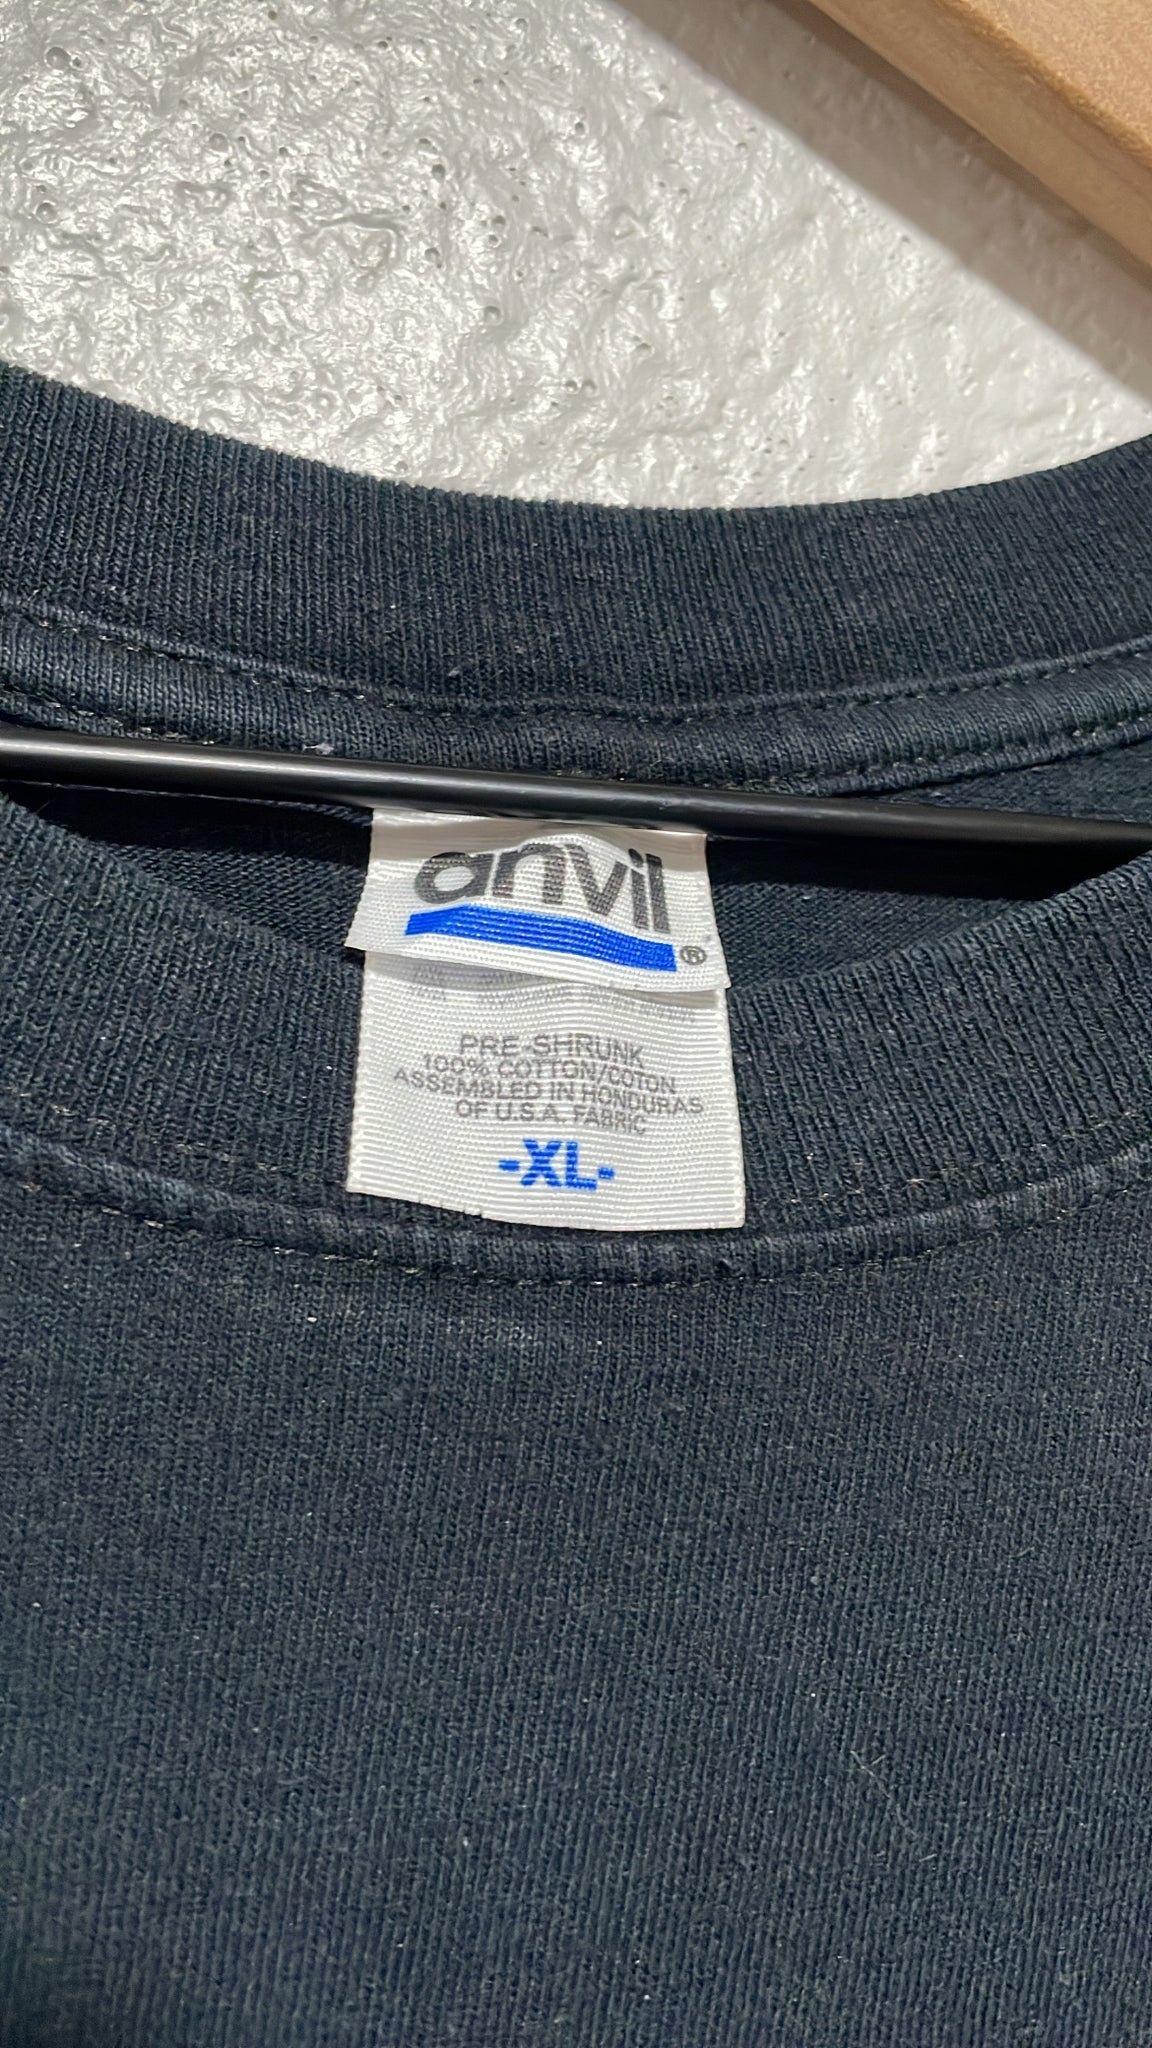 anvil
®
PRE-SHRUNK
100% COTTON/COTON
ASSEMBLED IN HONDURAS
OF U.S.A. FABRIC
-XL-